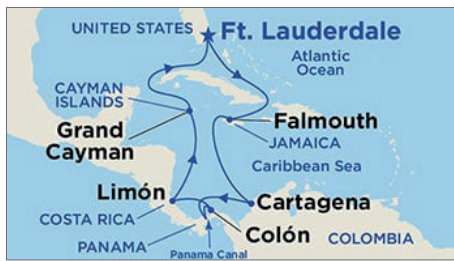 UNITED STATES
Ft. Lauderdale
Atlantic
Ocean
CAYMAN
ISLANDS
Grand
Cayman
Falmouth
JAMAICA
Caribbean Sea
Limón
COSTA RICA
Cartagena
Colón
COLOMBIA
PANAMA
Panama Canal